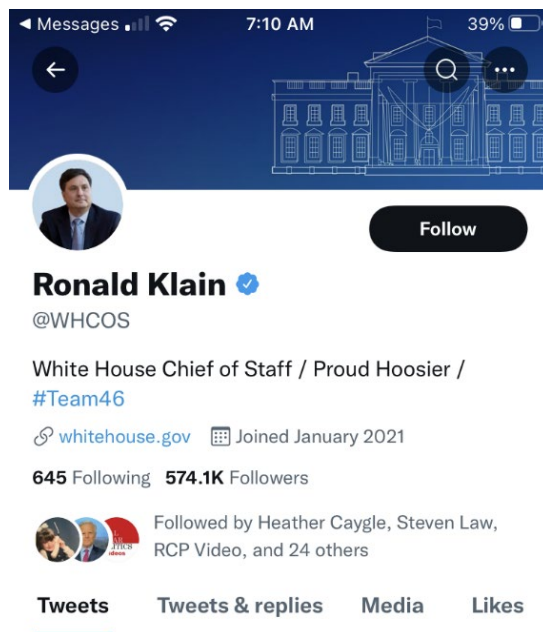 Messages 7:10 AM 39%
Follow
Ronald Klain
@WHCOS
White House Chief of Staff / Proud Hoosier /
#Team46
whitehouse.gov Joined January 2021
645 Following 574.1K Followers
Followed by Heather Caygle, Steven Law,
RCP Video, and 24 others
Tweets Tweets & replies Media Likes